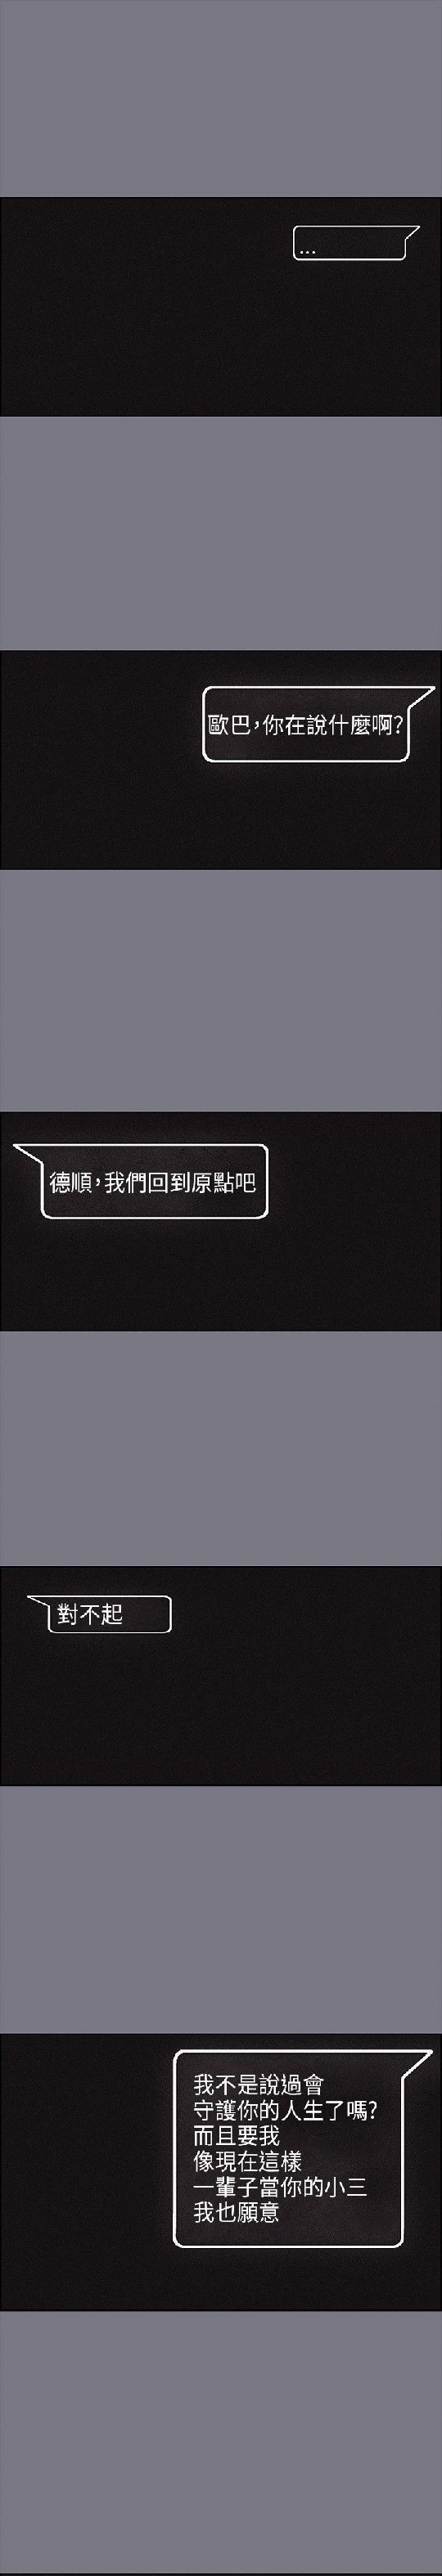 ...
歐巴,你在說什麼啊?
德順,我們回到原點吧
對不起
我不是說過會
守護你的人生了嗎?
而且要我
像現在這樣
一輩子當你的小三
我也願意